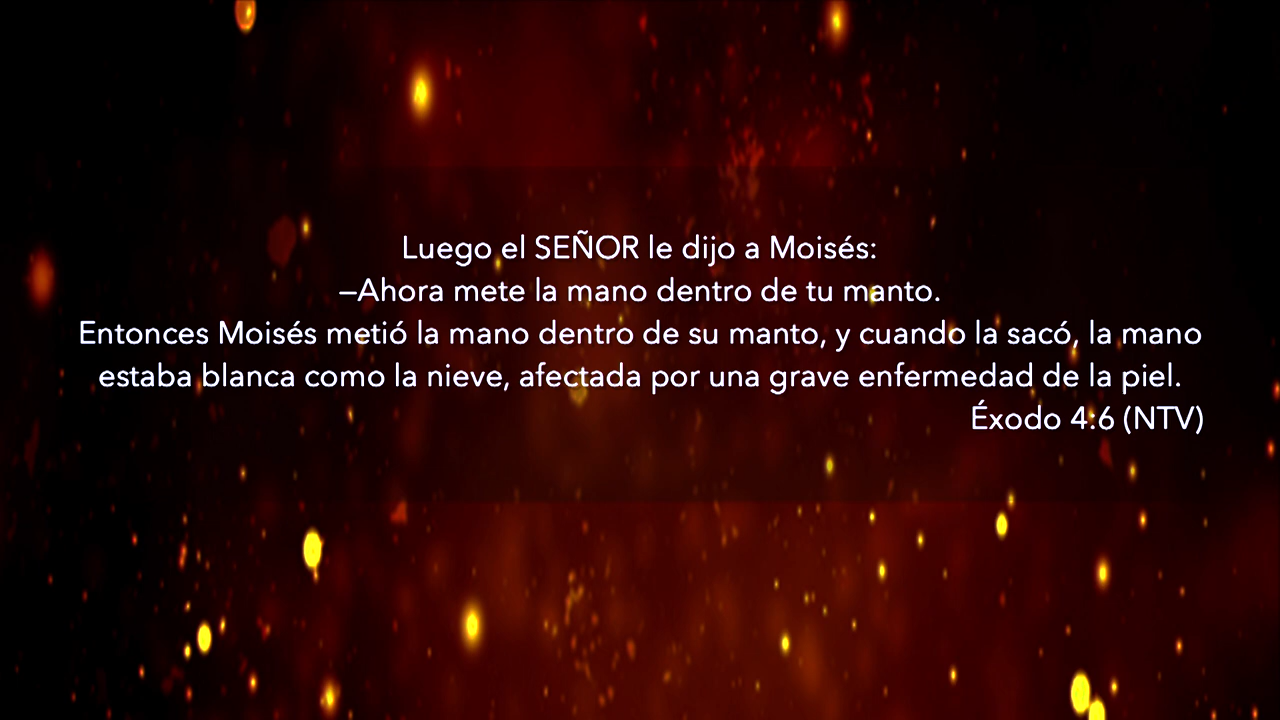 Luego el SEÑOR le dijo a Moisés:
—Ahora mete la mano dentro de tu manto.
Entonces Moisés metió la mano dentro de su manto, y cuando la sacó, la mano
estaba blanca como la nieve, afectada por una grave enfermedad de la piel.
Éxodo 4:6 (NTV)